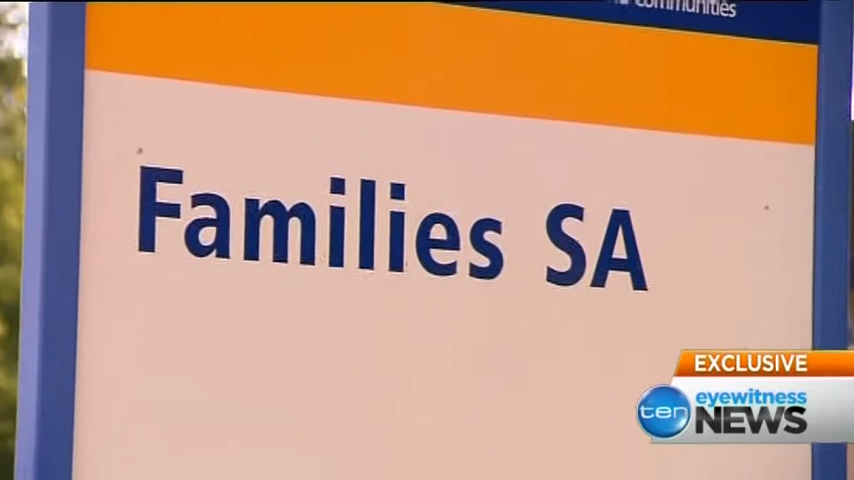 communities
Families SA
EXCLUSIVE
ten eyewitness
NEWS